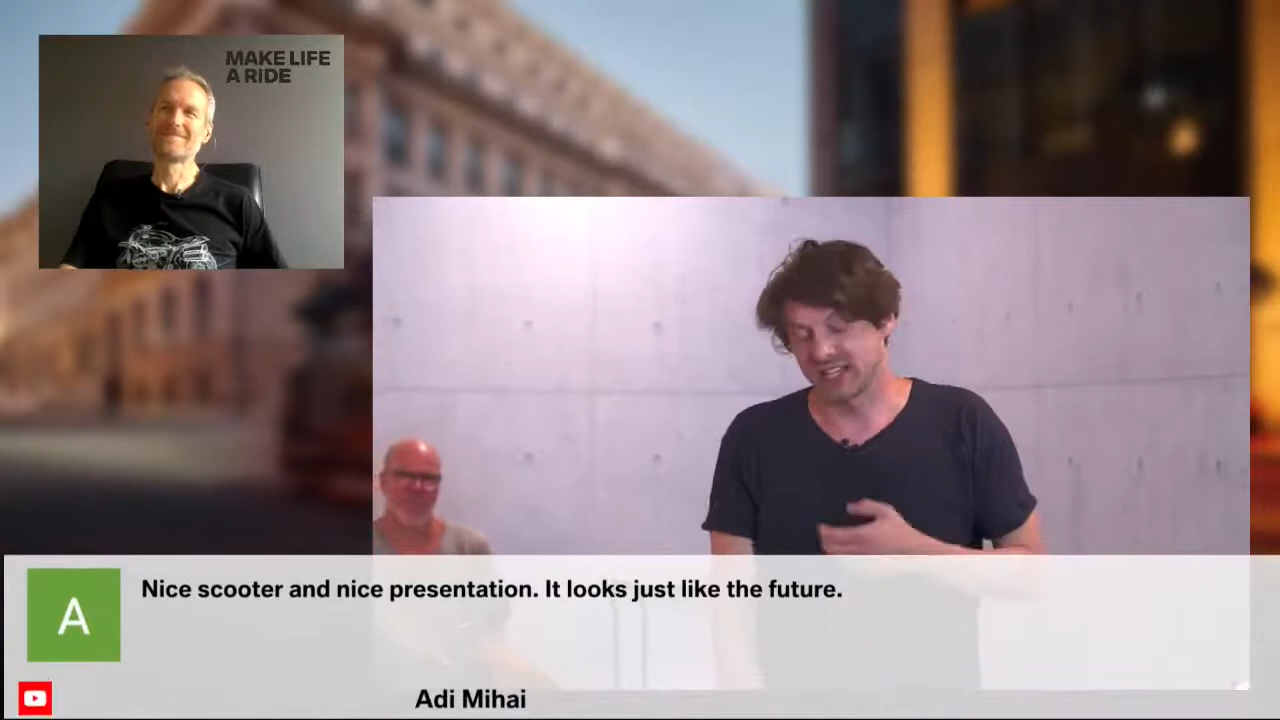 MAKE LIFE
A RIDE
Nice scooter and nice presentation. It looks just like the future.
A
Adi Mihai